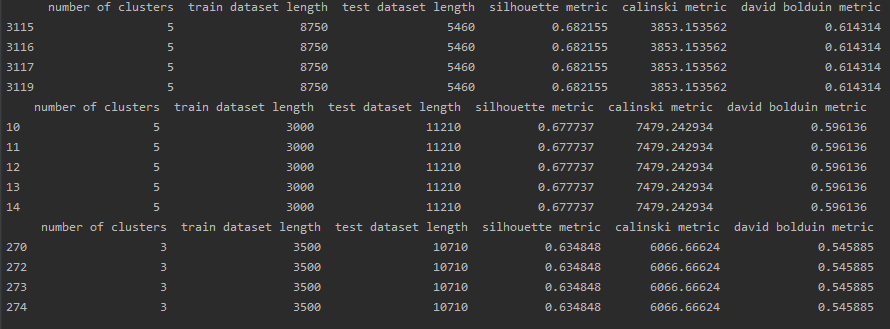 number of clusters train dataset length test dataset length silhouette metric calinski metric david bolduin metric
3115 5 8750 5460 0.682155 3853.153562 0.614314
3116 5 8750 5460 0.682155 3853.153562 0.614314
3117 5 8750 5460 0.682155 3853.153562 0.614314
3119 5 8750 5460 0.682155 3853.153562 0.614314
number of clusters train dataset length test dataset length silhouette metric calinski metric david bolduin metric
10 5 3000 11210 0.677737 7479.242934 0.596136
11 5 3000 11210 0.677737 7479.242934 0.596136
12 5 3000 11210 0.677737 7479.242934 0.596136
13 5 3000 11210 0.677737 7479.242934 0.596136
14 5 3000 11210 0.677737 7479.242934 0.596136
number of clusters train dataset length test dataset length silhouette metric calinski metric david bolduin metric
270 3 3500 10710 0.634848 6066.66624 0.545885
272 3 3500 10710 0.634848 6066.66624 0.545885
273 3 3500 10710 0.634848 6066.66624 0.545885
274 3 3500 10710 0.634848 6066.66624 0.545885